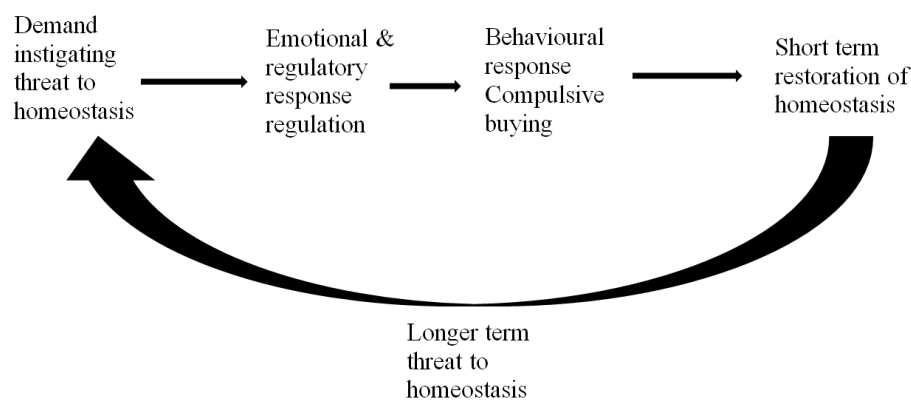 Demand
instigating
threat to
homeostasis
Emotional &
regulatory
response
regulation
Behavioural
response
Compulsive
buying
Short term
restoration of
homeostasis
Longer term
threat to
homeostasis